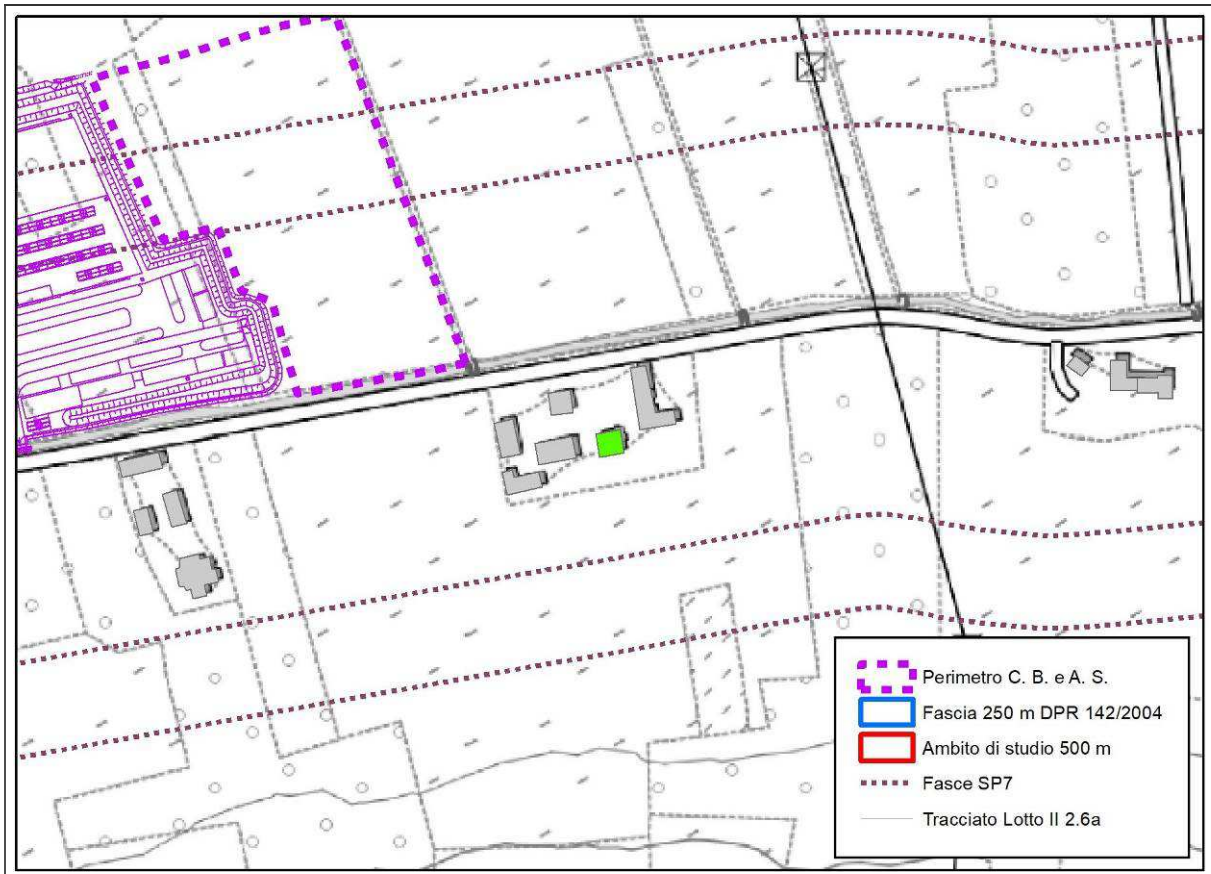 Perimetro C. B. e A. S.
Fascia 250 m DPR 142/2004
Ambito di studio 500 m
Fasce SP7
Tracciato Lotto II 2.6a